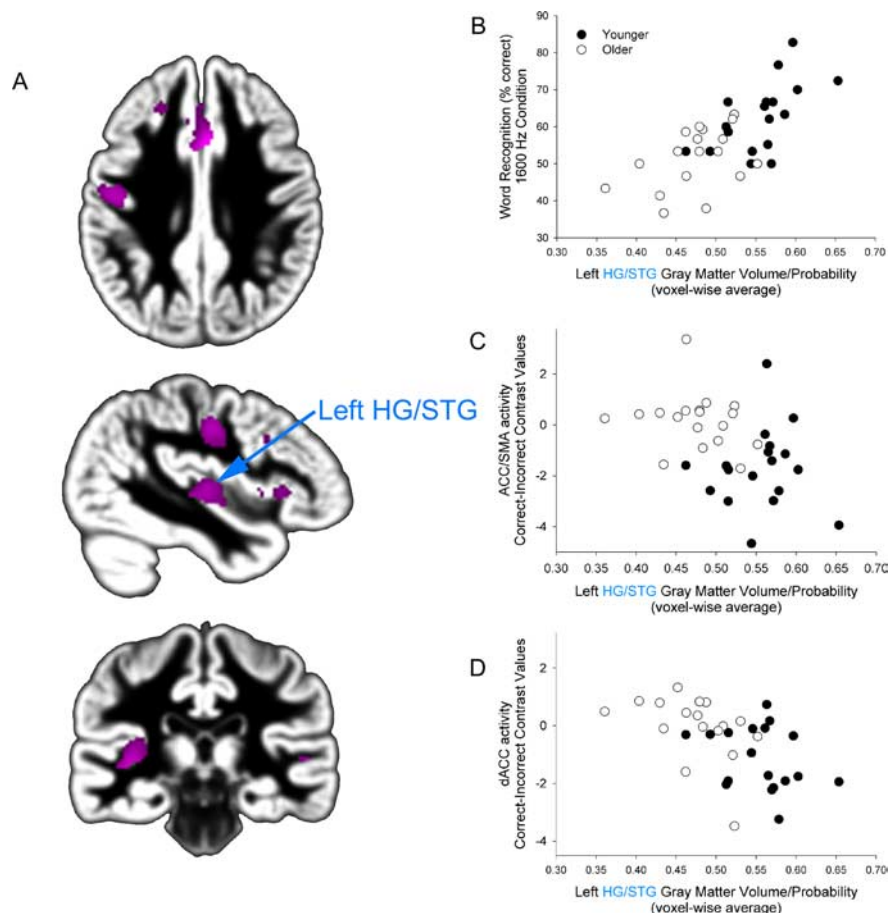 A
Left HG/STG
B
Younger
Older
Word Recognition (% correct)
1600 Hz Condition
90
80
70
60
50
40
30
0.30 0.35 0.40 0.45 0.50 0.55 0.60 0.65 0.70
Left HG/STG Gray Matter Volume/Probability
(voxel-wise average)
C
ACC/SMA activity
Correct-Incorrect Contrast Values
2
0
-2
-4
0.30 0.35 0.40 0.45 0.50 0.55 0.60 0.65 0.70
Left HG/STG Gray Matter Volume/Probability
(voxel-wise average)
D
dACC activity
Correct-Incorrect Contrast Values
2
0
-2
-4
0.30 0.35 0.40 0.45 0.50 0.55 0.60 0.65 0.70
Left HG/STG Gray Matter Volume/Probability
(voxel-wise average)